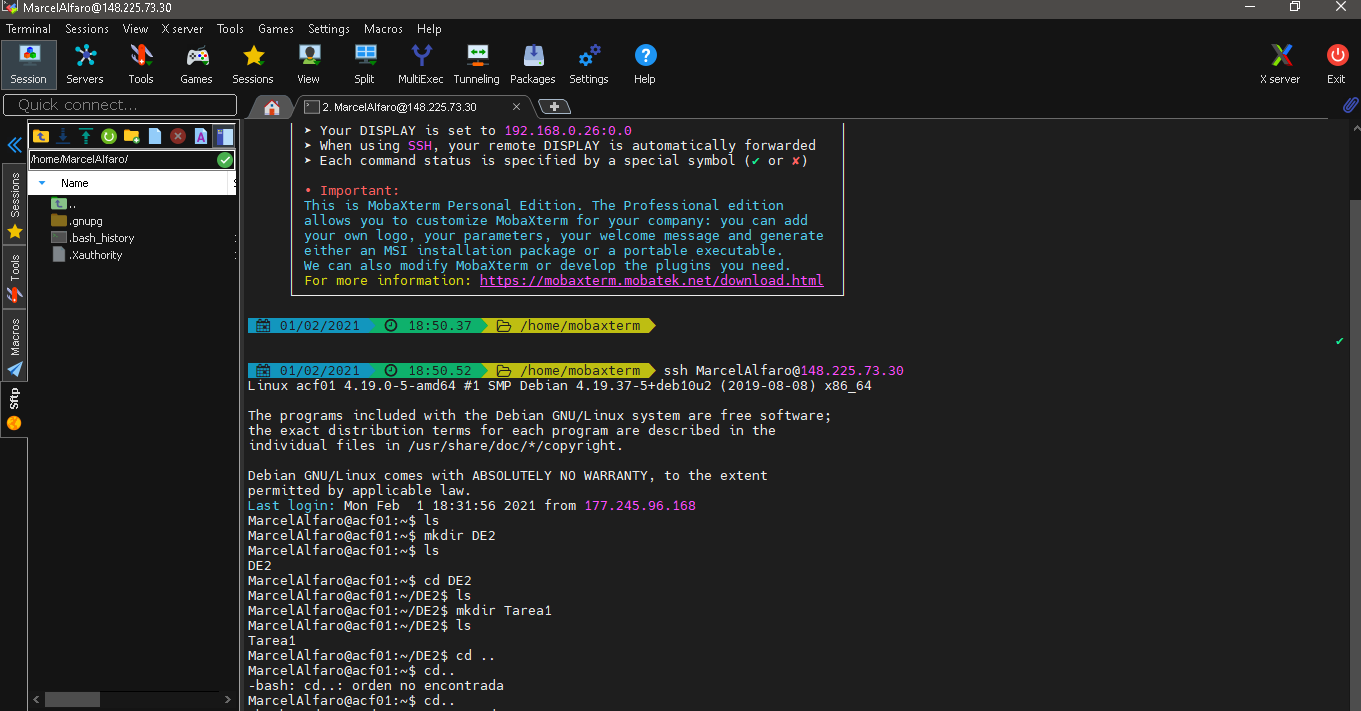 MarcelAlfaro@148.225.73.30
Terminal Sessions View X server Tools Games Settings Macros Help
Session Servers Tools Games Sessions View Split MultiExec Tunneling Packages Settings Help X server Exit
Quick connect...
2. MarcelAlfaro@148.225.73.30
/home/MarcelAlfaro/
Name
..
.gnupg
.bash_history
.Xauthority
Sessions
Tools
Macros
Sftp
➤ Your DISPLAY is set to 192.168.0.26:0.0
➤ When using SSH, your remote DISPLAY is automatically forwarded
➤ Each command status is specified by a special symbol (✔ or ✘)
• Important:
This is MobaXterm Personal Edition. The Professional edition
allows you to customize MobaXterm for your company: you can add
your own logo, your parameters, your welcome message and generate
either an MSI installation package or a portable executable.
We can also modify MobaXterm or develop the plugins you need.
For more information: https://mobaxterm.mobatek.net/download.html
01/02/2021 18:50.37 /home/mobaxterm
01/02/2021 18:50.52 /home/mobaxterm ssh MarcelAlfaro@148.225.73.30
Linux acf01 4.19.0-5-amd64 #1 SMP Debian 4.19.37-5+deb10u2 (2019-08-08) x86_64
The programs included with the Debian GNU/Linux system are free software;
the exact distribution terms for each program are described in the
individual files in /usr/share/doc/*/copyright.
Debian GNU/Linux comes with ABSOLUTELY NO WARRANTY, to the extent
permitted by applicable law.
Last login: Mon Feb  1 18:31:56 2021 from 177.245.96.168
MarcelAlfaro@acf01:~$ ls
MarcelAlfaro@acf01:~$ mkdir DE2
MarcelAlfaro@acf01:~$ ls
DE2
MarcelAlfaro@acf01:~$ cd DE2
MarcelAlfaro@acf01:~/DE2$ ls
MarcelAlfaro@acf01:~/DE2$ mkdir Tarea1
MarcelAlfaro@acf01:~/DE2$ ls
Tarea1
MarcelAlfaro@acf01:~/DE2$ cd ..
MarcelAlfaro@acf01:~$ cd..
-bash: cd..: orden no encontrada
MarcelAlfaro@acf01:~$ cd..